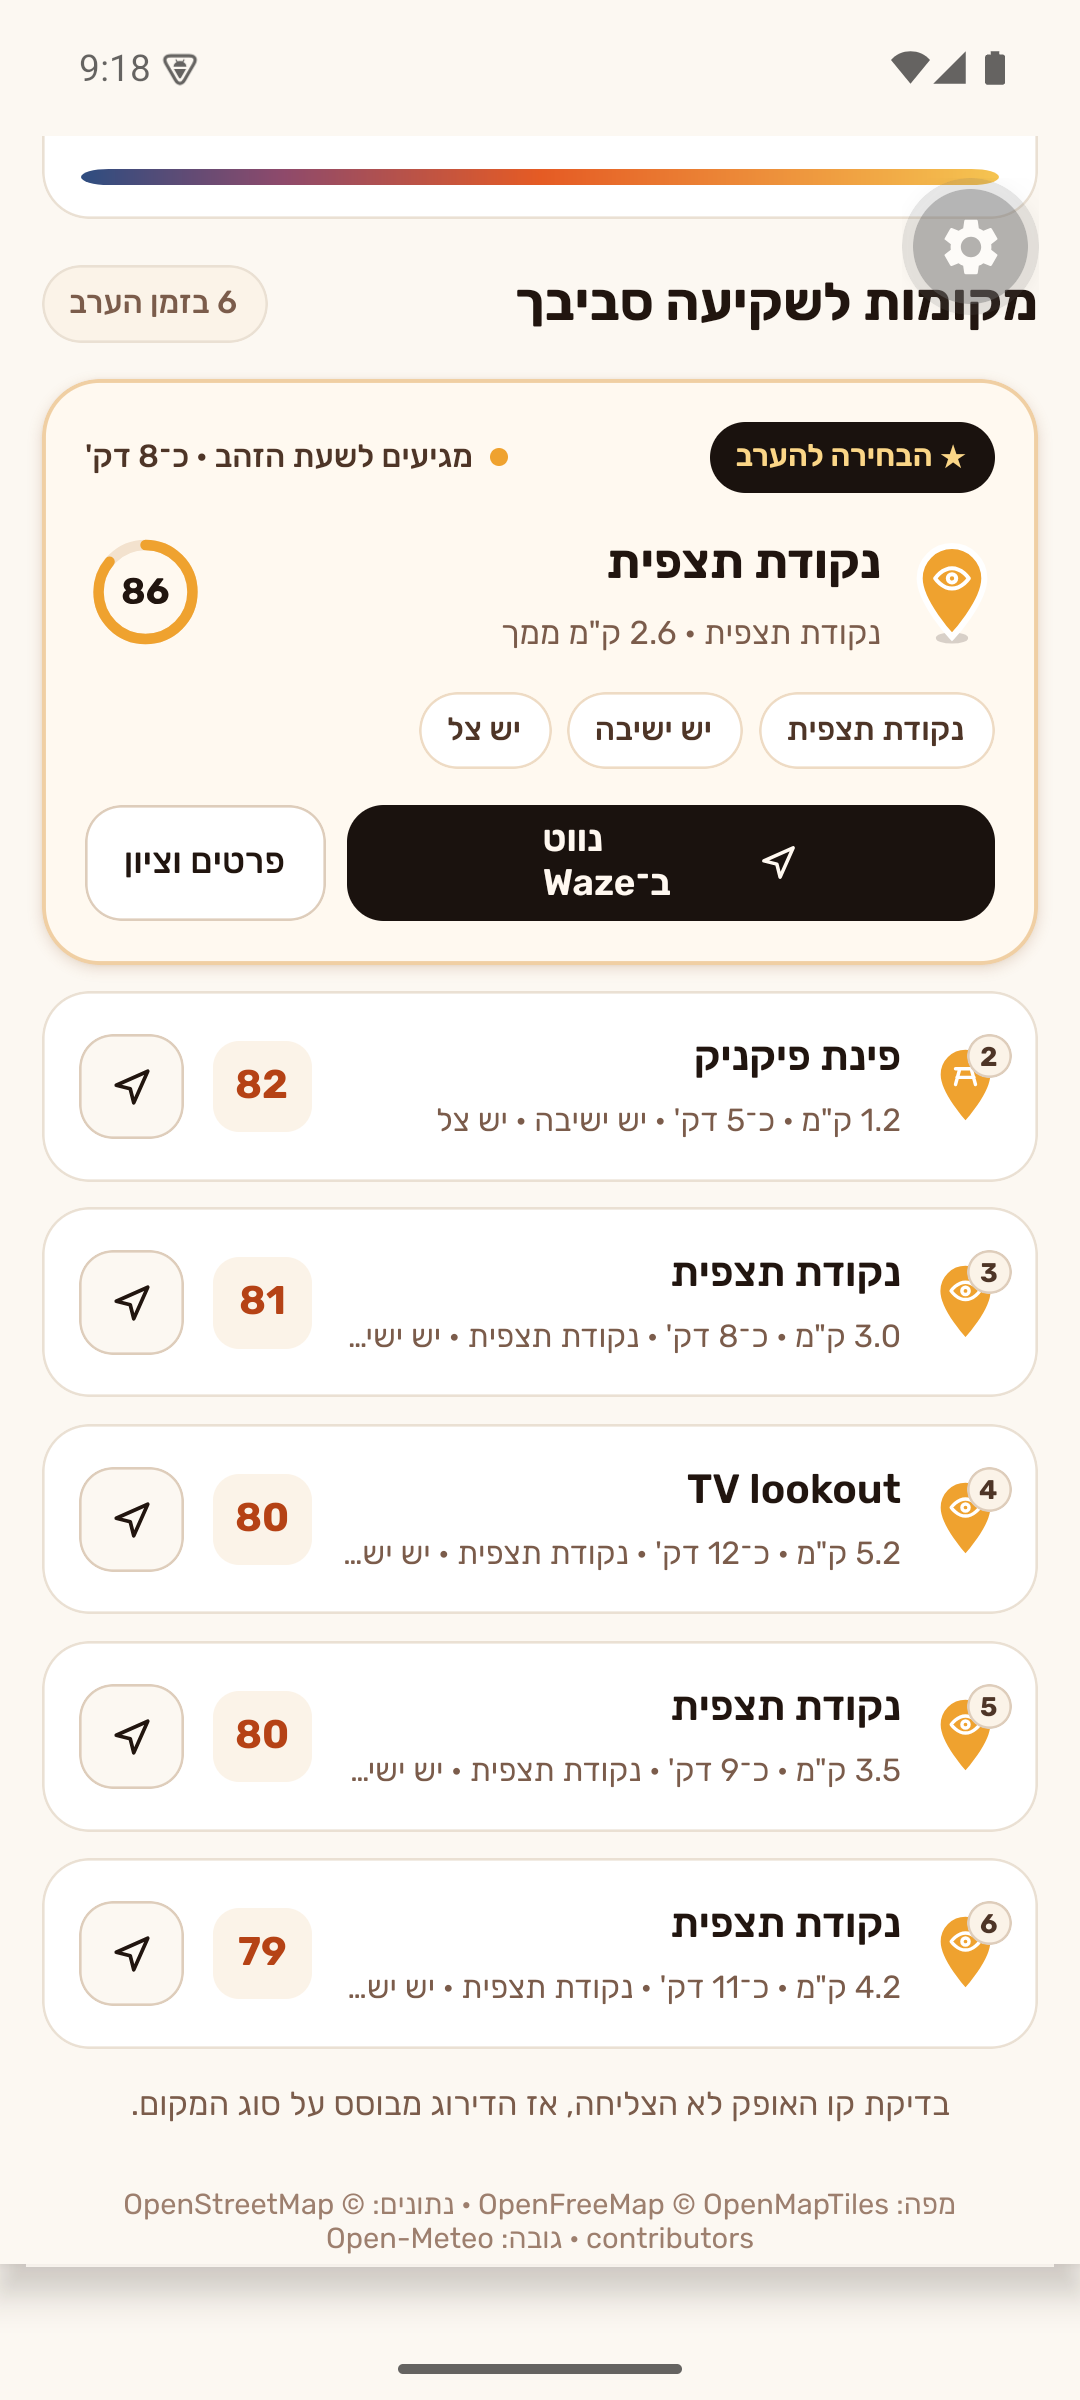 9:18
מקומות לשקיעה סביבך
6 בזמן הערב
★ הבחירה להערב
מגיעים לשעת הזהב • כ־8 דק'
נקודת תצפית
86
נקודת תצפית • 2.6 ק"מ ממך
נקודת תצפית
יש ישיבה
יש צל
נווט
ב־Waze
פרטים וציון
2
פינת פיקניק
1.2 ק"מ • כ־5 דק' • יש ישיבה • יש צל
82
3
נקודת תצפית
3.0 ק"מ • כ־8 דק' • נקודת תצפית • יש ישי...
81
4
TV lookout
5.2 ק"מ • כ־12 דק' • נקודת תצפית • יש יש...
80
5
נקודת תצפית
3.5 ק"מ • כ־9 דק' • נקודת תצפית • יש ישי...
80
6
נקודת תצפית
4.2 ק"מ • כ־11 דק' • נקודת תצפית • יש יש...
79
בדיקת קו האופק לא הצליחה, אז הדירוג מבוסס על סוג המקום.
מפה: OpenFreeMap © OpenMapTiles • נתונים: © OpenStreetMap
contributors • גובה: Open-Meteo